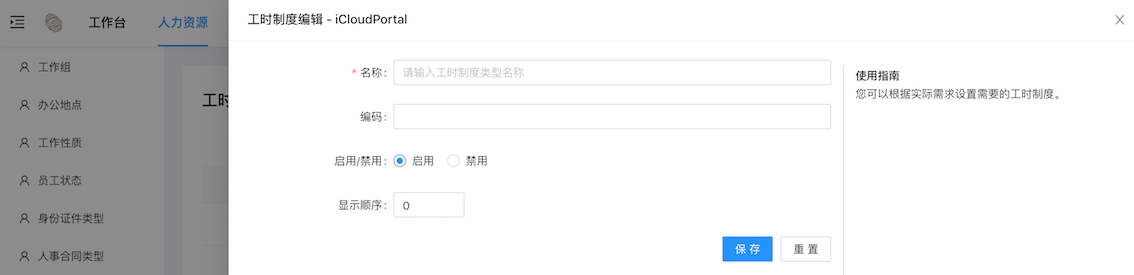 工作台
人力资源
工作组
办公地点
工作性质
员工状态
身份证件类型
人事合同类型
工时
工时制度编辑 - iCloudPortal
* 名称：
请输入工时制度类型名称
编码：
启用/禁用： 启用 禁用
显示顺序： 0
保 存 重 置
使用指南
您可以根据实际需求设置需要的工时制度。